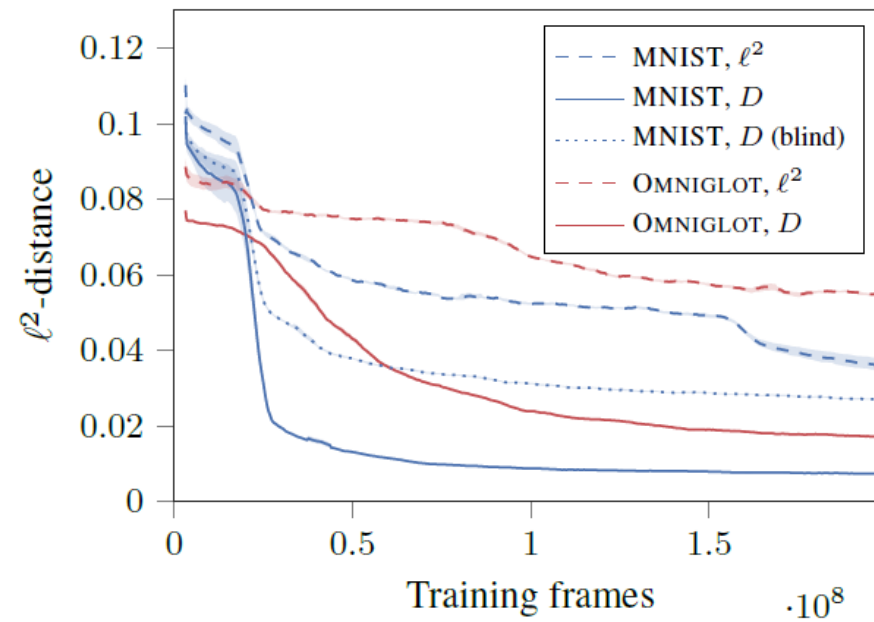 0.12
0.1
0.08
0.06
0.04
0.02
0
ℓ²-distance
MNIST, ℓ²
MNIST, D
MNIST, D (blind)
OMNIGLOT, ℓ²
OMNIGLOT, D
0 0.5 1 1.5
Training frames ·10⁸